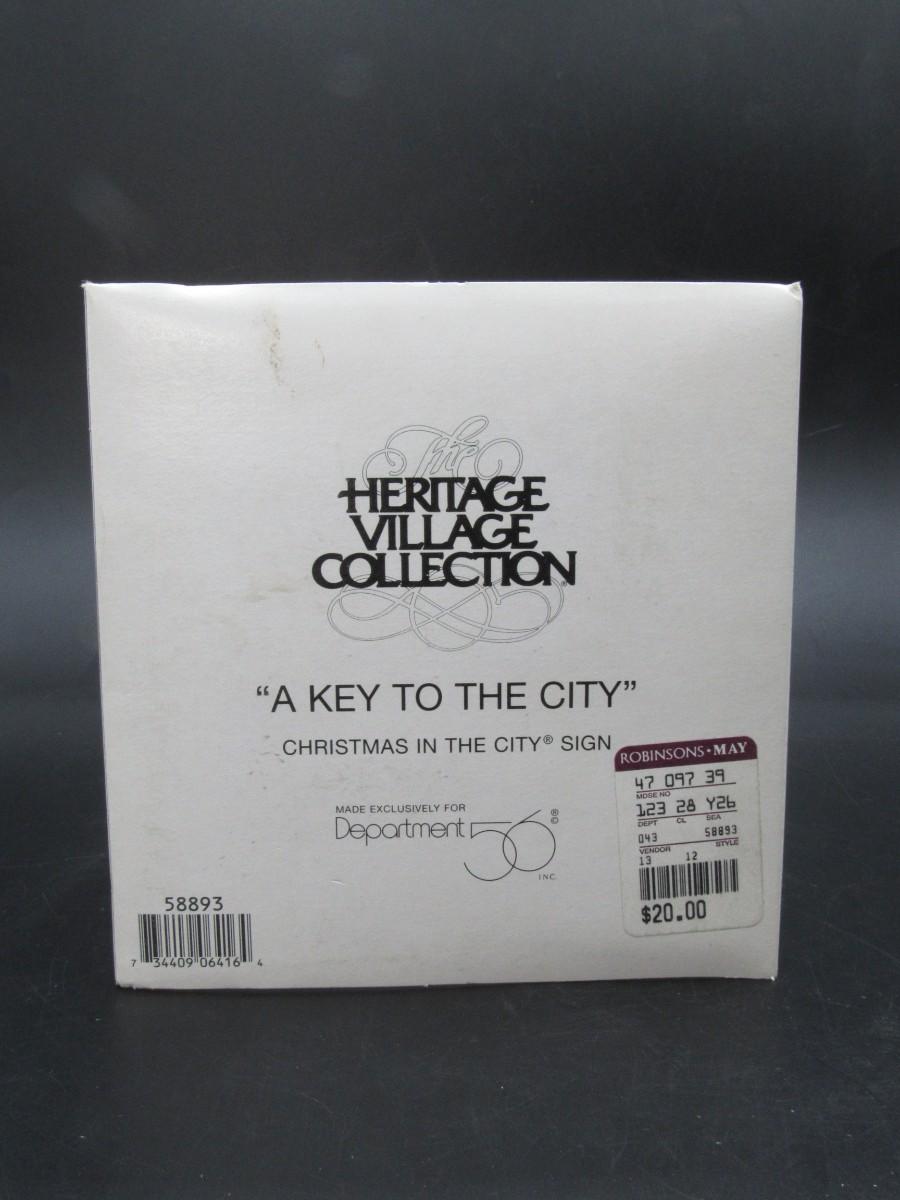 The
HERITAGE
VILLAGE
COLLECTION®
“A KEY TO THE CITY”
CHRISTMAS IN THE CITY® SIGN
MADE EXCLUSIVELY FOR
Department 56 ® ©
INC.
58893
7 34409 06416 4
ROBINSONS·MAY
47 097 39
MDSE NO
123 28 Y26
DEPT CL SEA
043 58893
VENDOR STYLE
13 12
$20.00